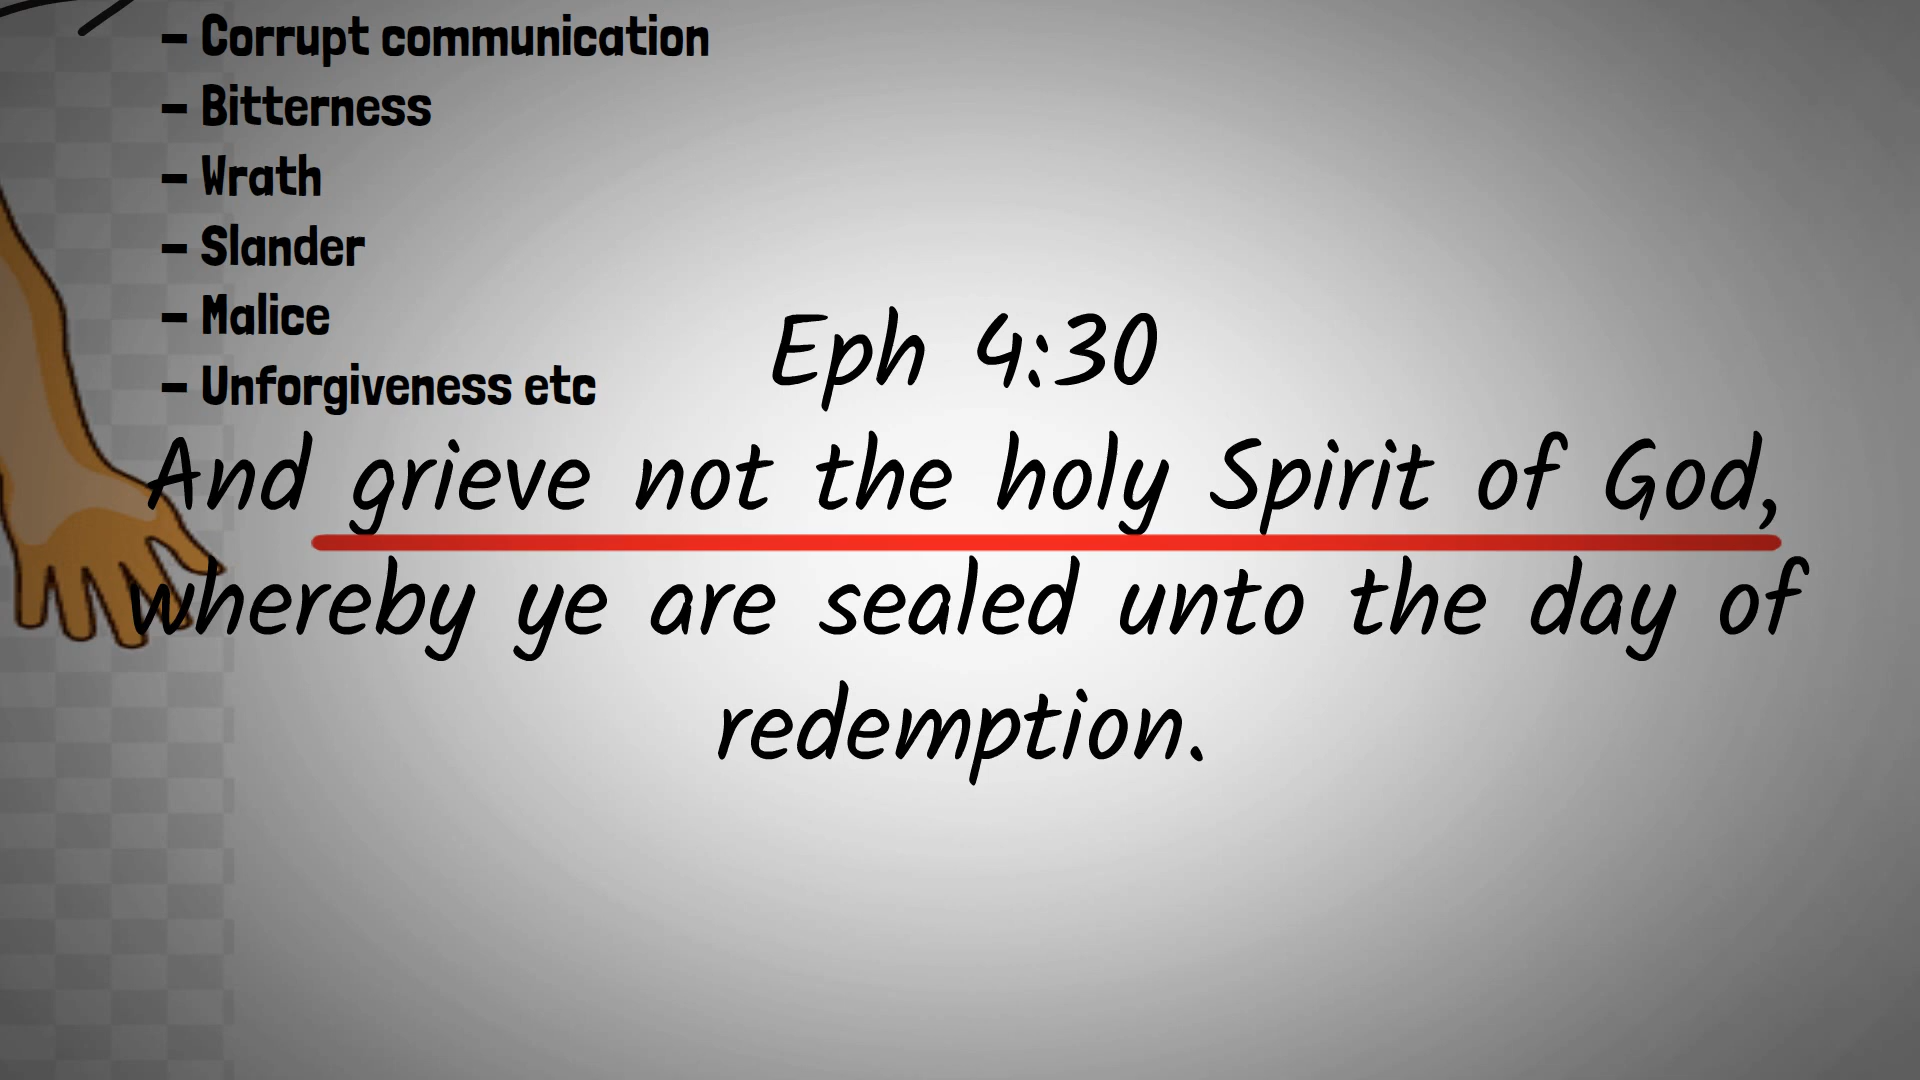 – Corrupt communication
– Bitterness
– Wrath
– Slander
– Malice
– Unforgiveness etc
Eph 4:30
And grieve not the holy Spirit of God,
whereby ye are sealed unto the day of
redemption.